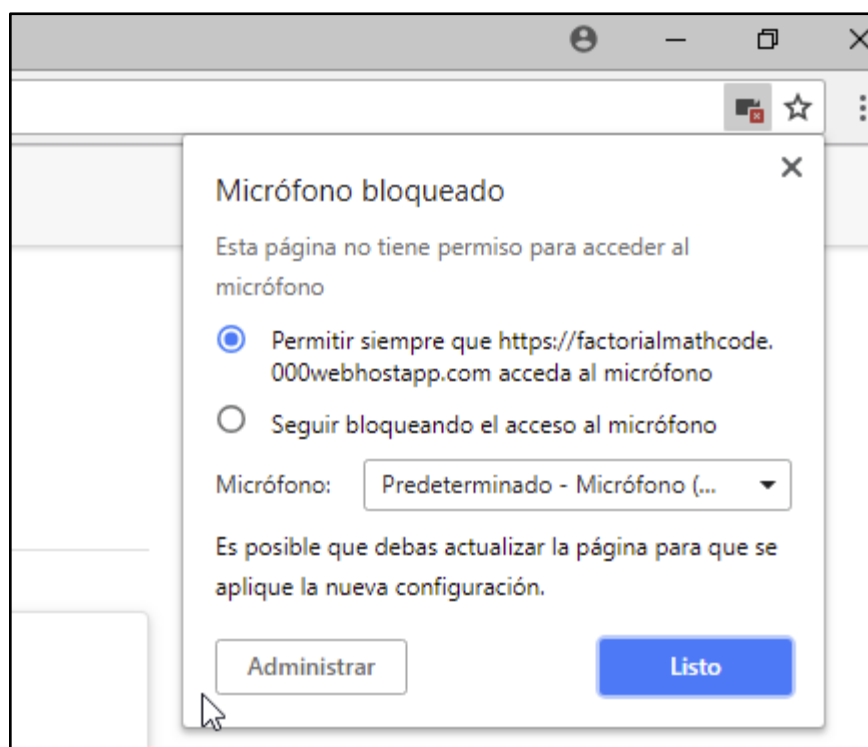 Micrófono bloqueado
Esta página no tiene permiso para acceder al
micrófono
Permitir siempre que https://factorialmathcode.
000webhostapp.com acceda al micrófono
Seguir bloqueando el acceso al micrófono
Micrófono: Predeterminado - Micrófono (...
Es posible que debas actualizar la página para que se
aplique la nueva configuración.
Administrar Listo